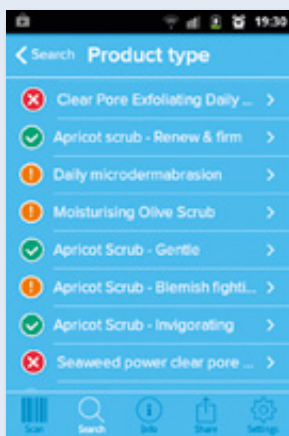 19:30
Search Product type
Clear Pore Exfoliating Daily ...
Apricot scrub - Renew & firm
Daily microdermabrasion
Moisturising Olive Scrub
Apricot Scrub - Gentle
Apricot Scrub - Blemish fighti...
Apricot Scrub - Invigorating
Seaweed power clear pore ...
Scan Search Info Share Settings